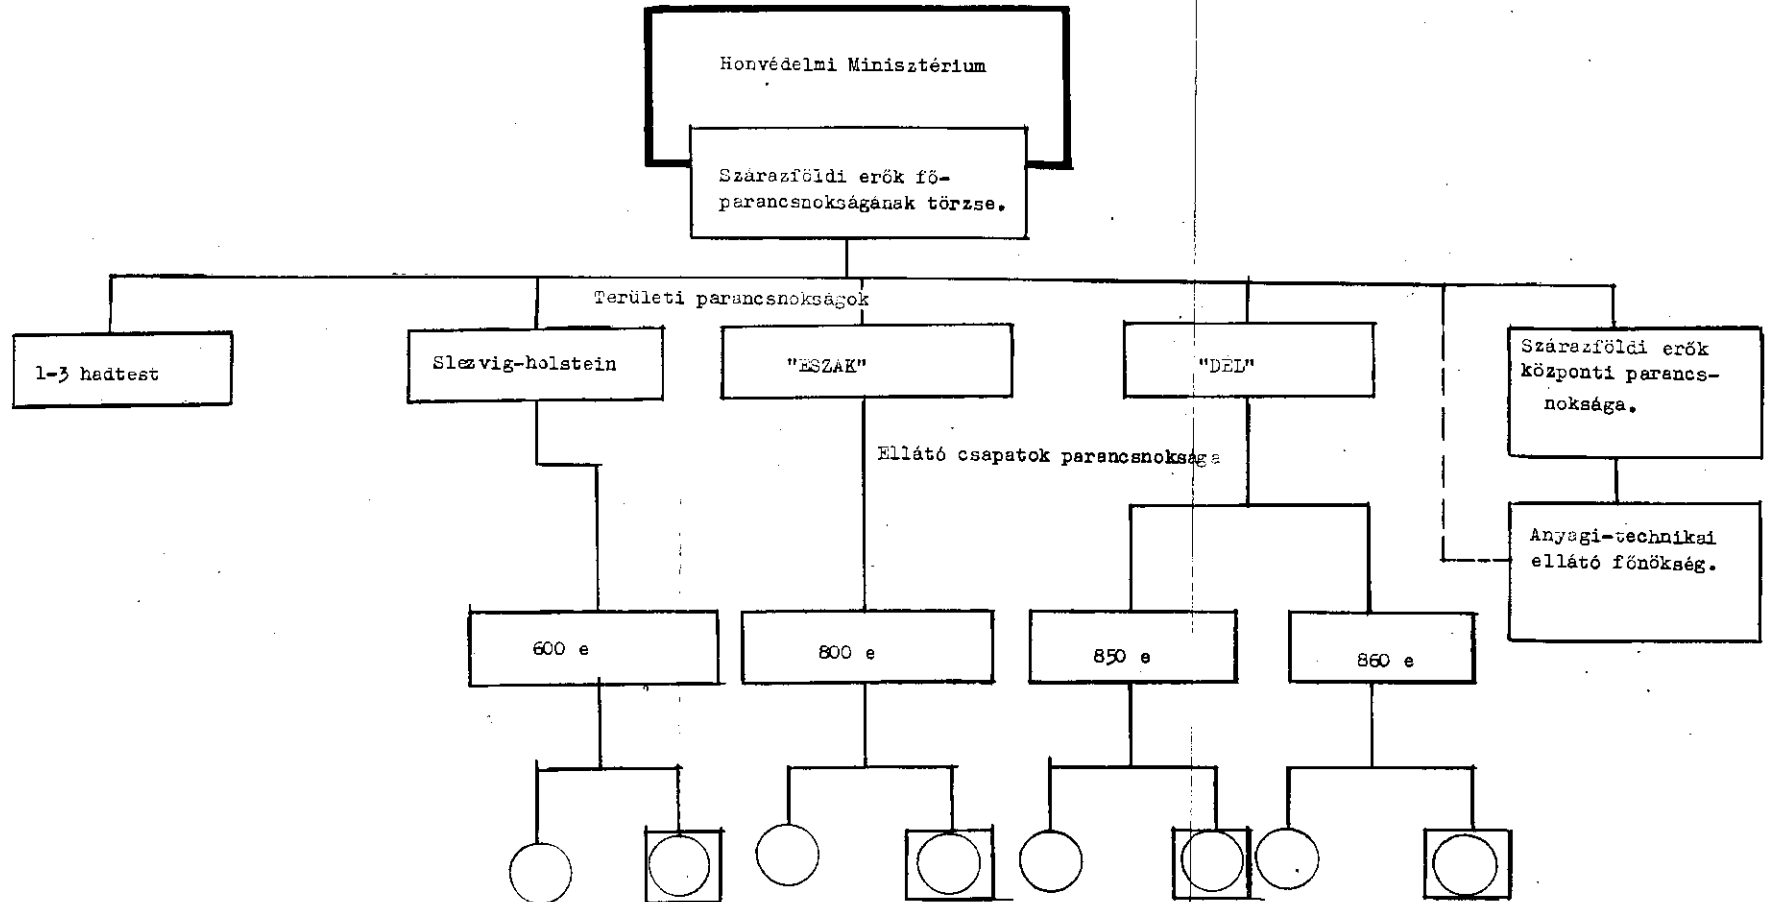 Honvédelmi Minisztérium
Szárazföldi erők fő-
parancsnokságának törzse.
Területi parancsnokságok
1-3 hadtest
Slezvig-holstein
"ESZAK"
"DÉL"
Szárazföldi erők
központi parancs-
noksága.
Ellátó csapatok parancsnoksága
Anyagi-technikai
ellátó főnökség.
600 e
800 e
850 e
860 e